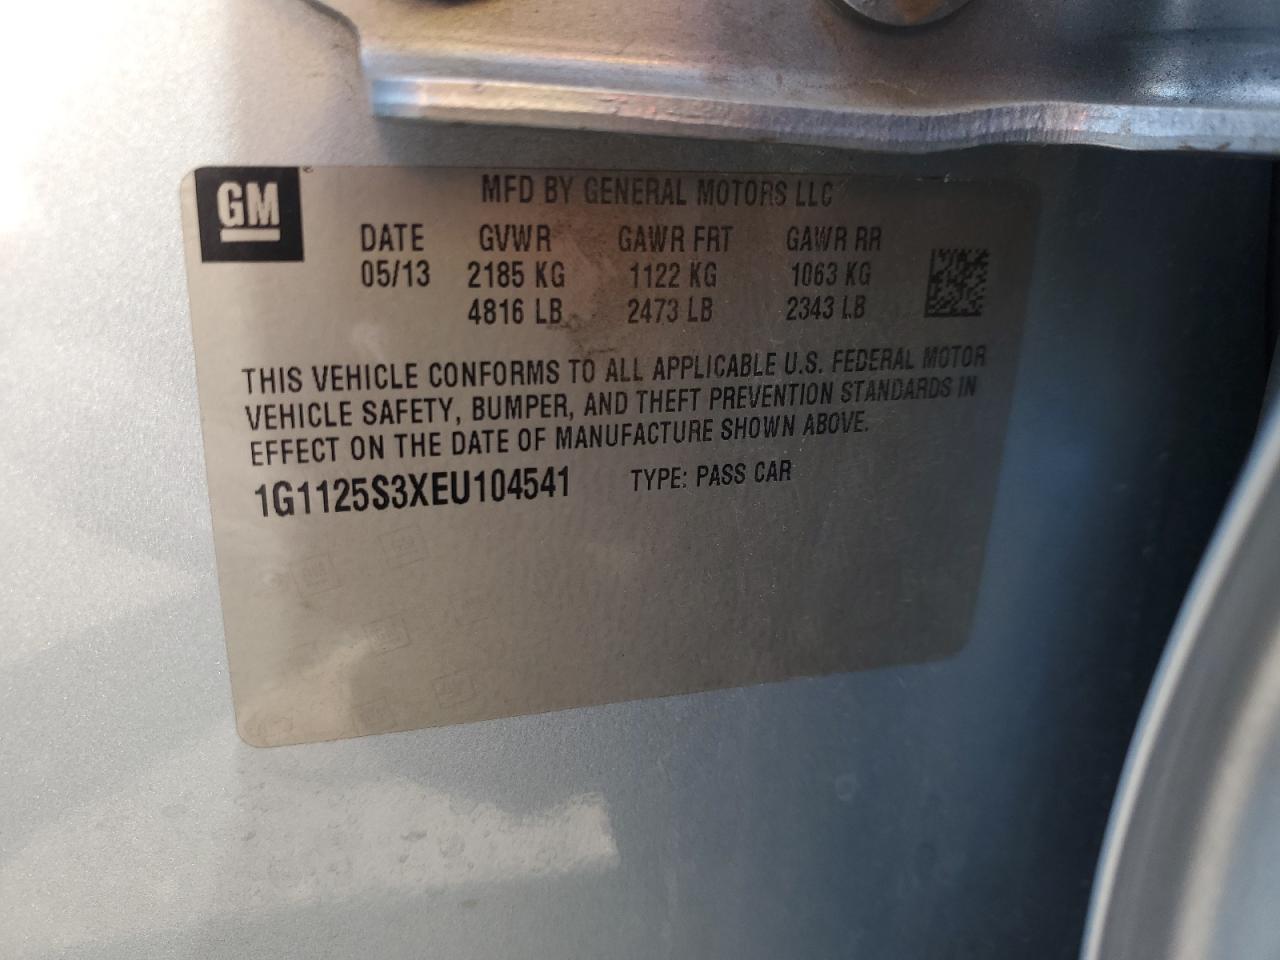 GM
MFD BY GENERAL MOTORS LLC
DATE GVWR GAWR FRT GAWR RR
05/13 2185 KG 1122 KG 1063 KG
4816 LB 2473 LB 2343 LB
THIS VEHICLE CONFORMS TO ALL APPLICABLE U.S. FEDERAL MOTOR
VEHICLE SAFETY, BUMPER, AND THEFT PREVENTION STANDARDS IN
EFFECT ON THE DATE OF MANUFACTURE SHOWN ABOVE.
1G1125S3XEU104541 TYPE: PASS CAR